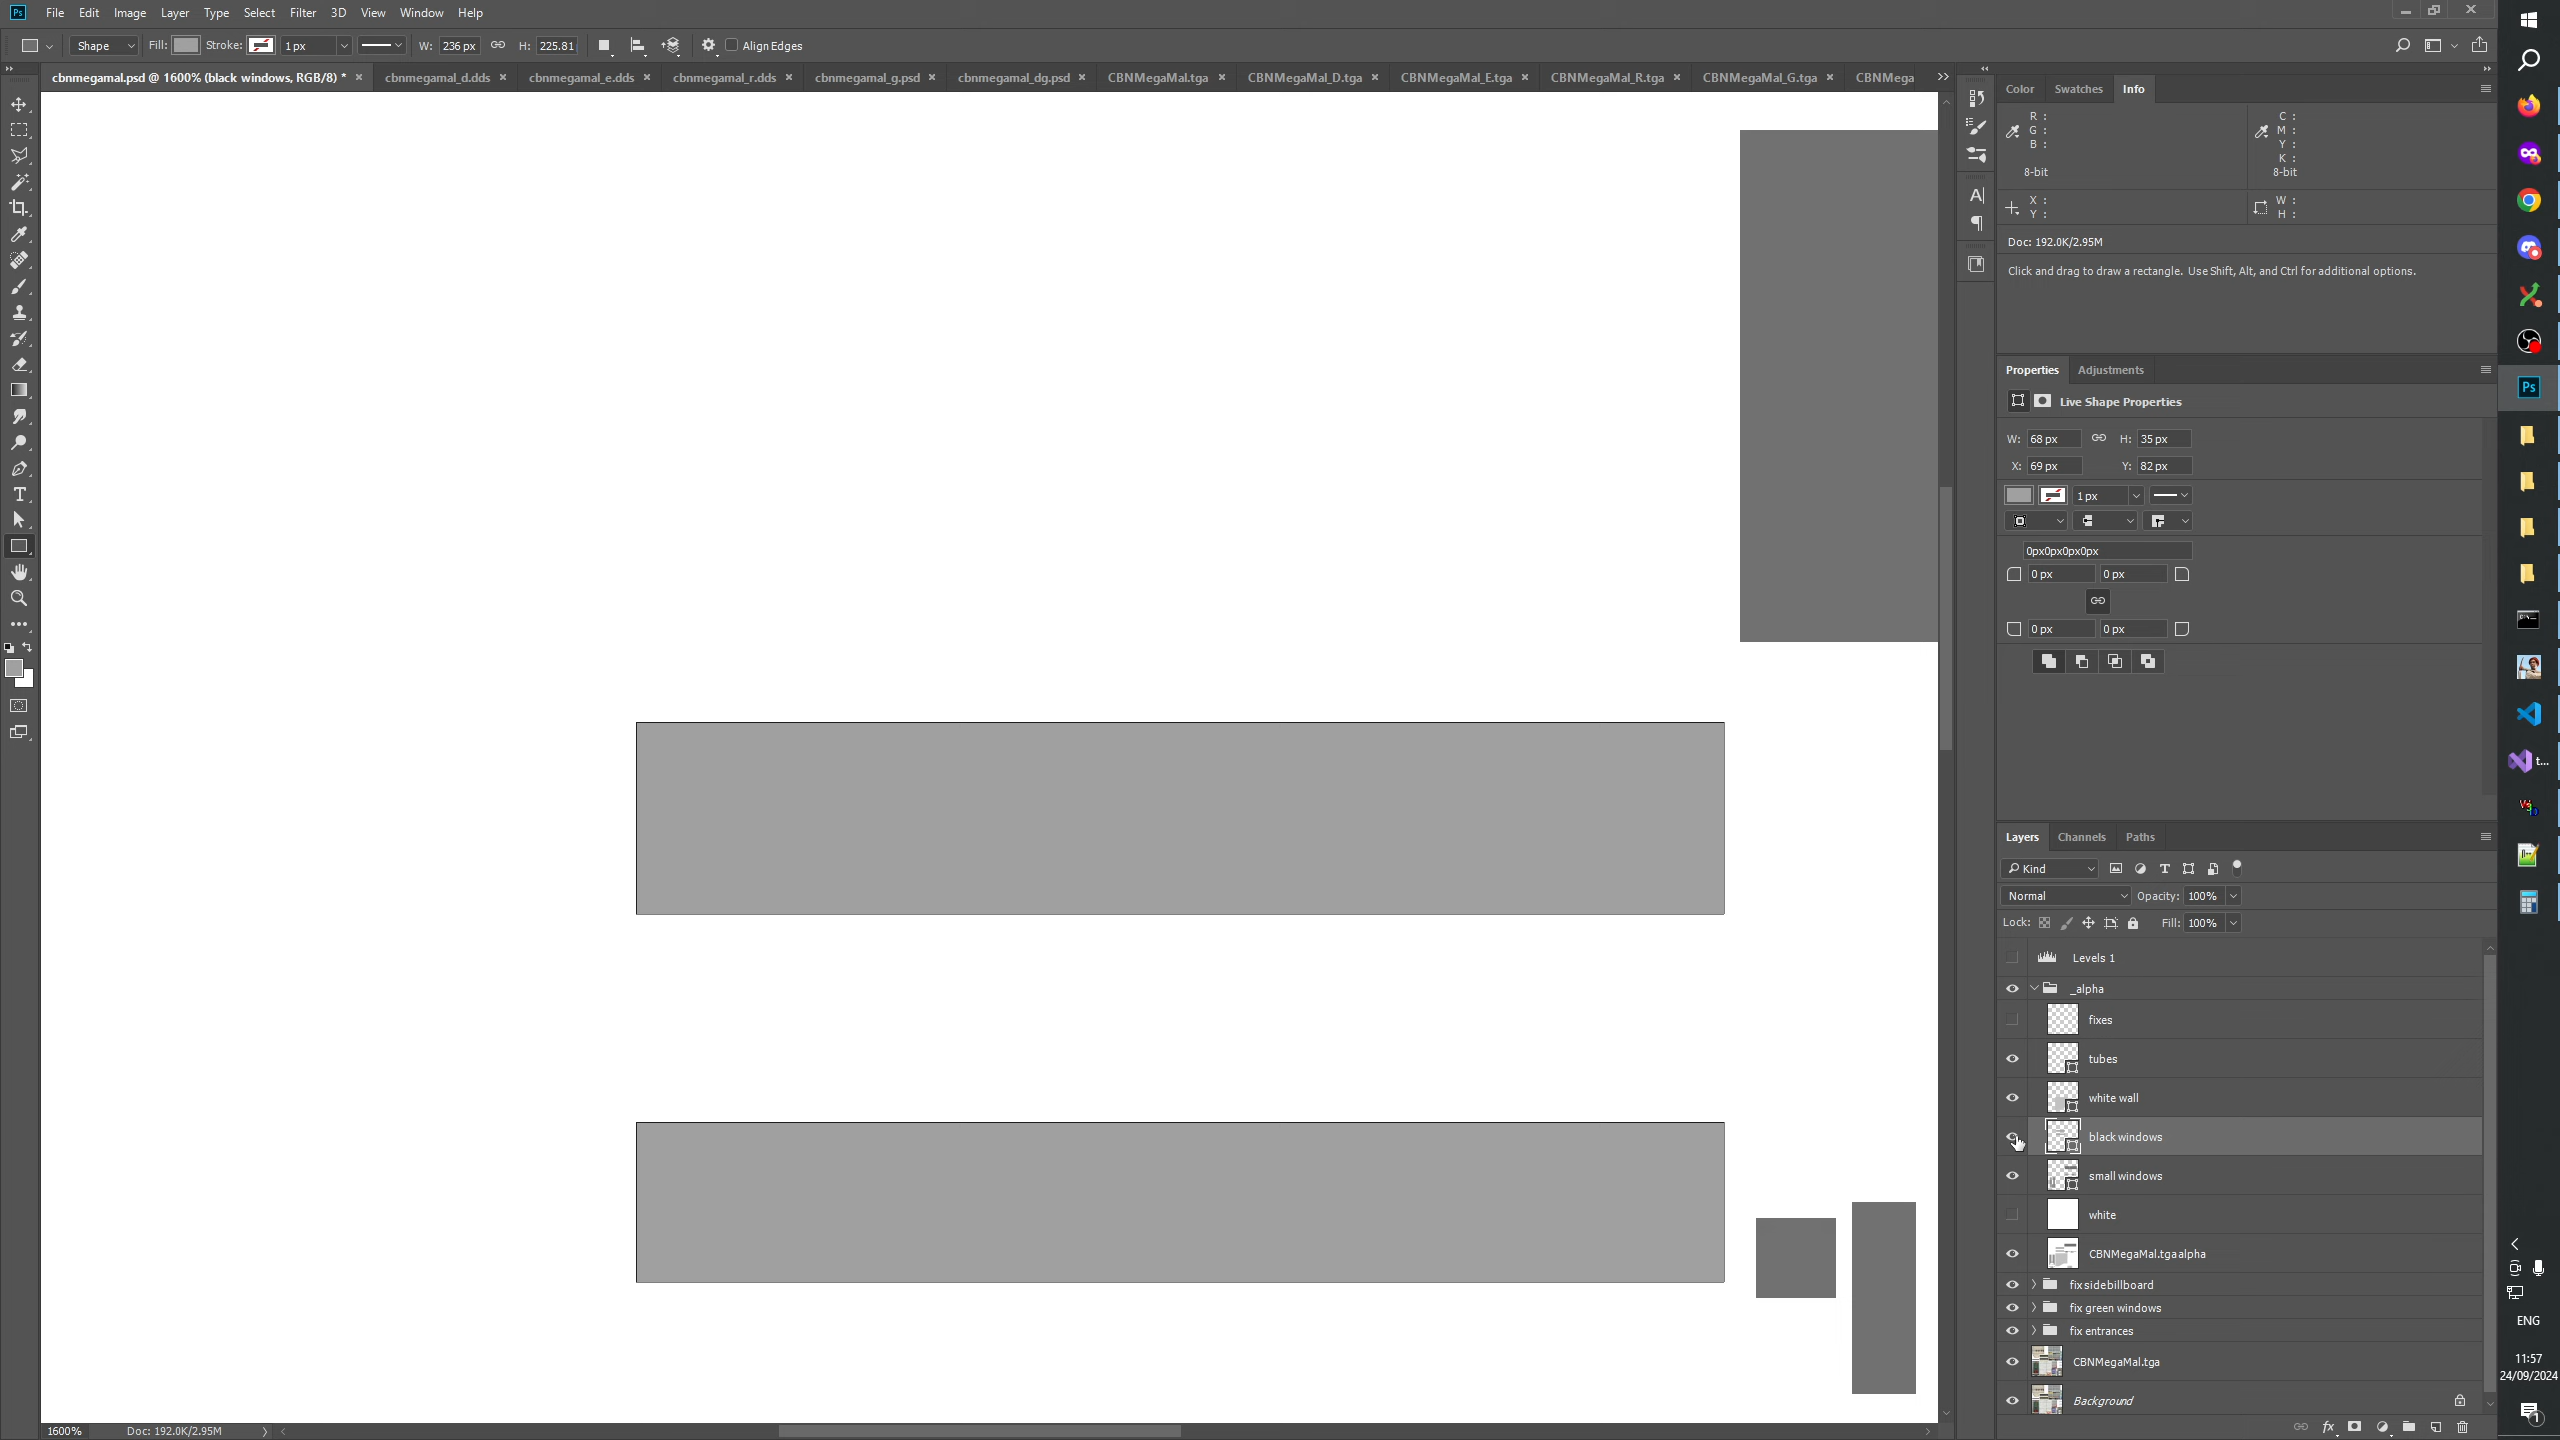 Ps File Edit Image Layer Type Select Filter 3D View Window Help
Shape Fill: Stroke: 1 px W: 236 px H: 225.81 Align Edges
cbnmegamal.psd @ 1600% (black windows, RGB/8) * × cbnmegamal_d.dds × cbnmegamal_e.dds × cbnmegamal_r.dds × cbnmegamal_g.psd × cbnmegamal_dg.psd × CBNMegaMal.tga × CBNMegaMal_D.tga × CBNMegaMal_E.tga × CBNMegaMal_R.tga × CBNMegaMal_G.tga × CBNMega
Color Swatches Info
R : C :
G : M :
B : Y :
K :
8-bit 8-bit
X : W :
Y : H :
Doc: 192.0K/2.95M
Click and drag to draw a rectangle. Use Shift, Alt, and Ctrl for additional options.
Properties Adjustments
Live Shape Properties
W: 68 px H: 35 px
X: 69 px Y: 82 px
1 px
0px0px0px0px
0 px 0 px
0 px 0 px
Layers Channels Paths
Kind
Normal Opacity: 100%
Lock: Fill: 100%
Levels 1
_alpha
fixes
tubes
white wall
black windows
small windows
white
CBNMegaMal.tga alpha
fix side billboard
fix green windows
fix entrances
CBNMegaMal.tga
Background
1600% Doc: 192.0K/2.95M
Ps
t...
ENG
11:57
24/09/2024
1